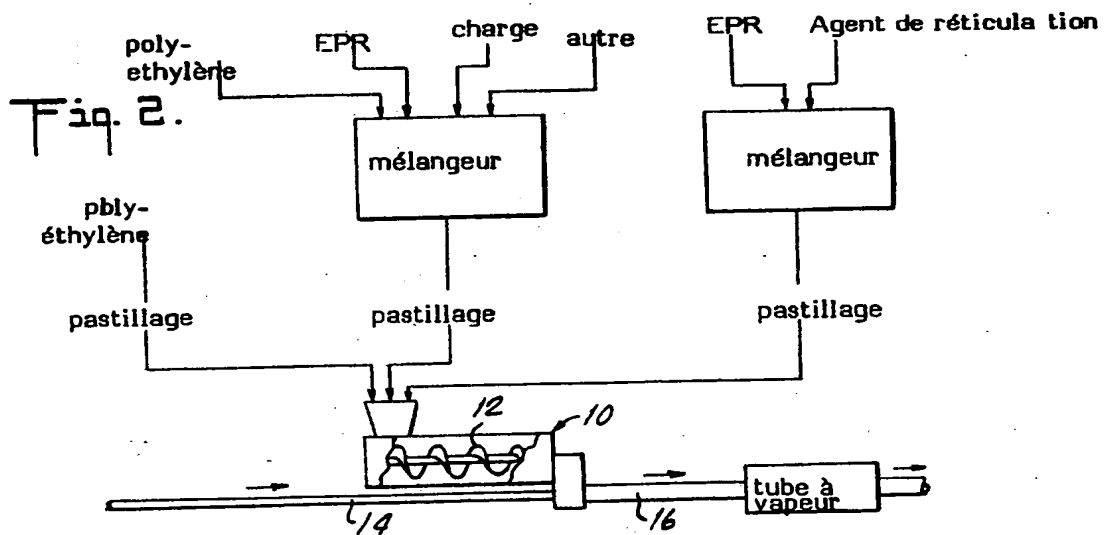 poly-
ethylène
EPR
charge
autre
EPR
Agent de réticula tion
Fig. 2.
mélangeur
mélangeur
pbly-
éthylène
pastillage
pastillage
pastillage
12
10
14
16
tube à
vapeur